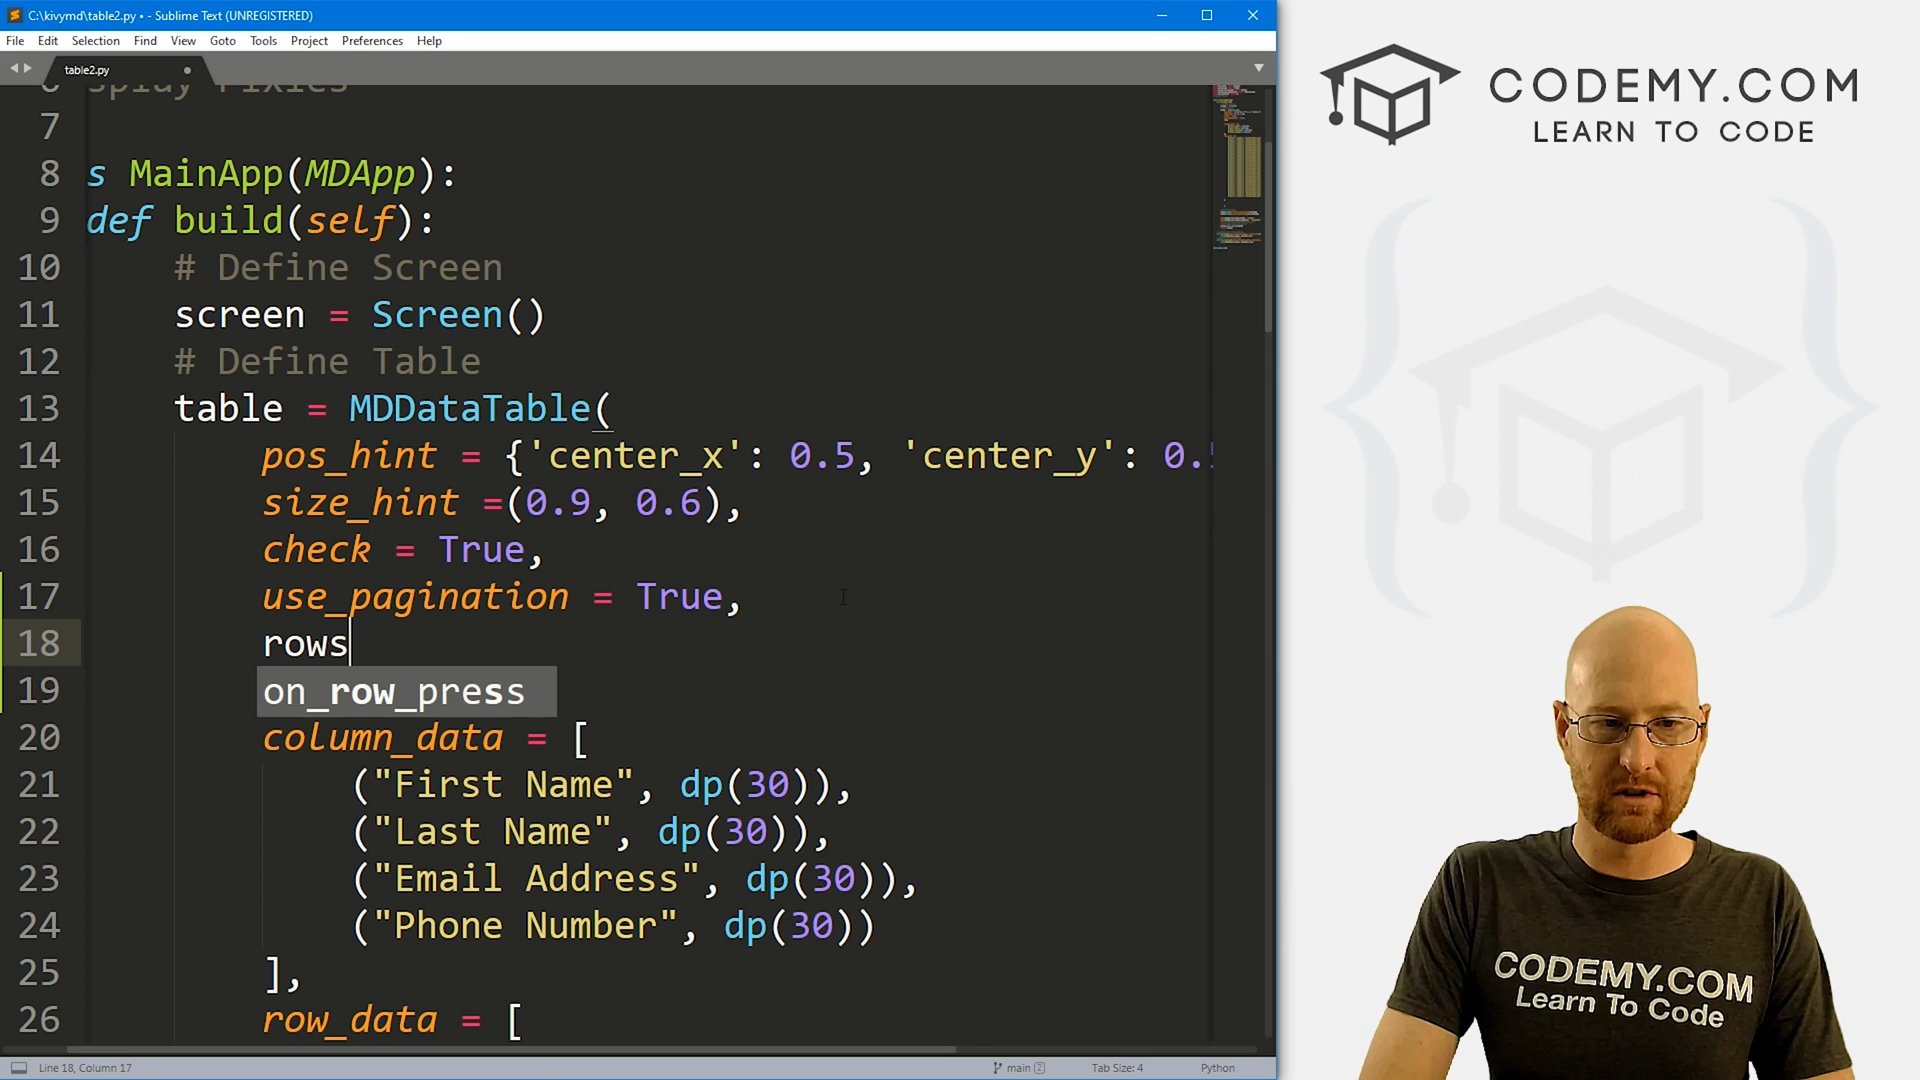 C:\kivymd\table2.py • - Sublime Text (UNREGISTERED)
File Edit Selection Find View Goto Tools Project Preferences Help
table2.py
6 splay Pixies
7
8 s MainApp(MDApp):
9 def build(self):
10 # Define Screen
11 screen = Screen()
12 # Define Table
13 table = MDDataTable(
14 pos_hint = {'center_x': 0.5, 'center_y': 0.5
15 size_hint =(0.9, 0.6),
16 check = True,
17 use_pagination = True,
18 rows
19 on_row_press
20 column_data = [
21 ("First Name", dp(30)),
22 ("Last Name", dp(30)),
23 ("Email Address", dp(30)),
24 ("Phone Number", dp(30))
25 ],
26 row_data = [
Line 18, Column 17
main 2
Tab Size: 4
Python
CODEMY.COM
LEARN TO CODE
CODEMY.COM
Learn To Code